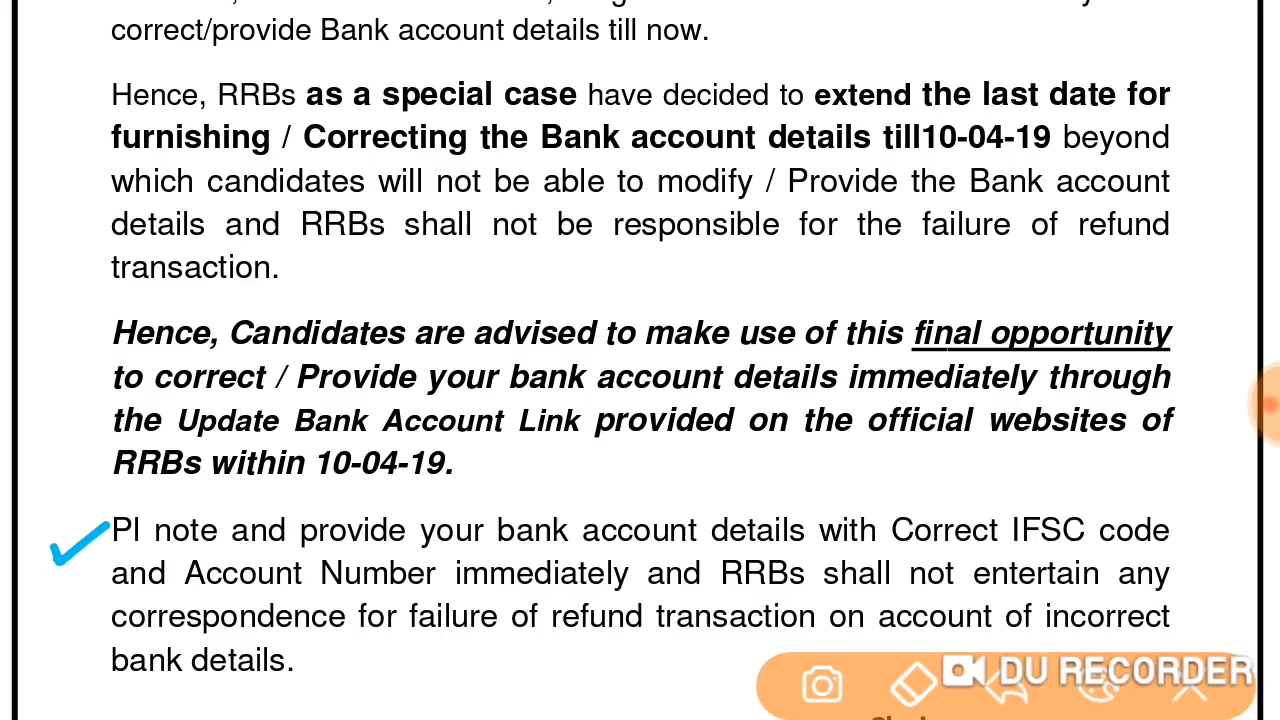 correct/provide Bank account details till now.
Hence, RRBs as a special case have decided to extend the last date for
furnishing / Correcting the Bank account details till10-04-19 beyond
which candidates will not be able to modify / Provide the Bank account
details and RRBs shall not be responsible for the failure of refund
transaction.
Hence, Candidates are advised to make use of this final opportunity
to correct / Provide your bank account details immediately through
the Update Bank Account Link provided on the official websites of
RRBs within 10-04-19.
Pl note and provide your bank account details with Correct IFSC code
and Account Number immediately and RRBs shall not entertain any
correspondence for failure of refund transaction on account of incorrect
bank details.
DU RECORDER